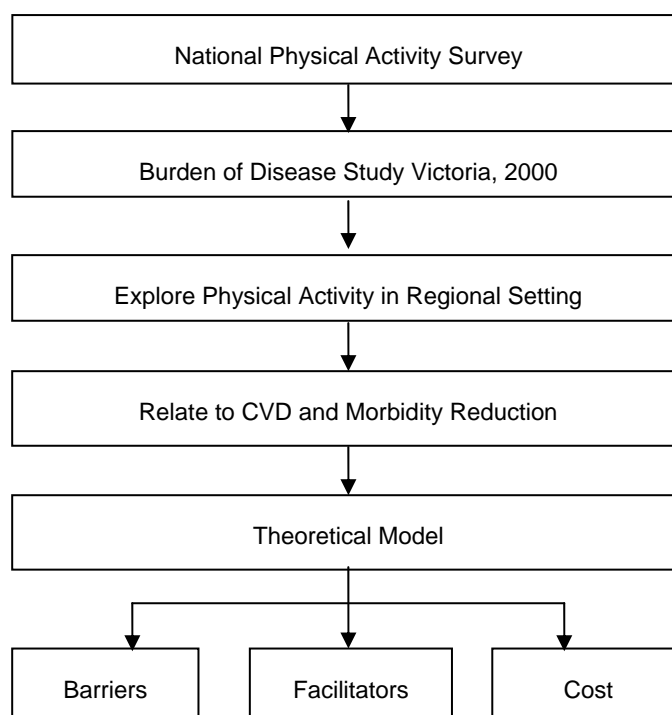 National Physical Activity Survey
Burden of Disease Study Victoria, 2000
Explore Physical Activity in Regional Setting
Relate to CVD and Morbidity Reduction
Theoretical Model
Barriers
Facilitators
Cost